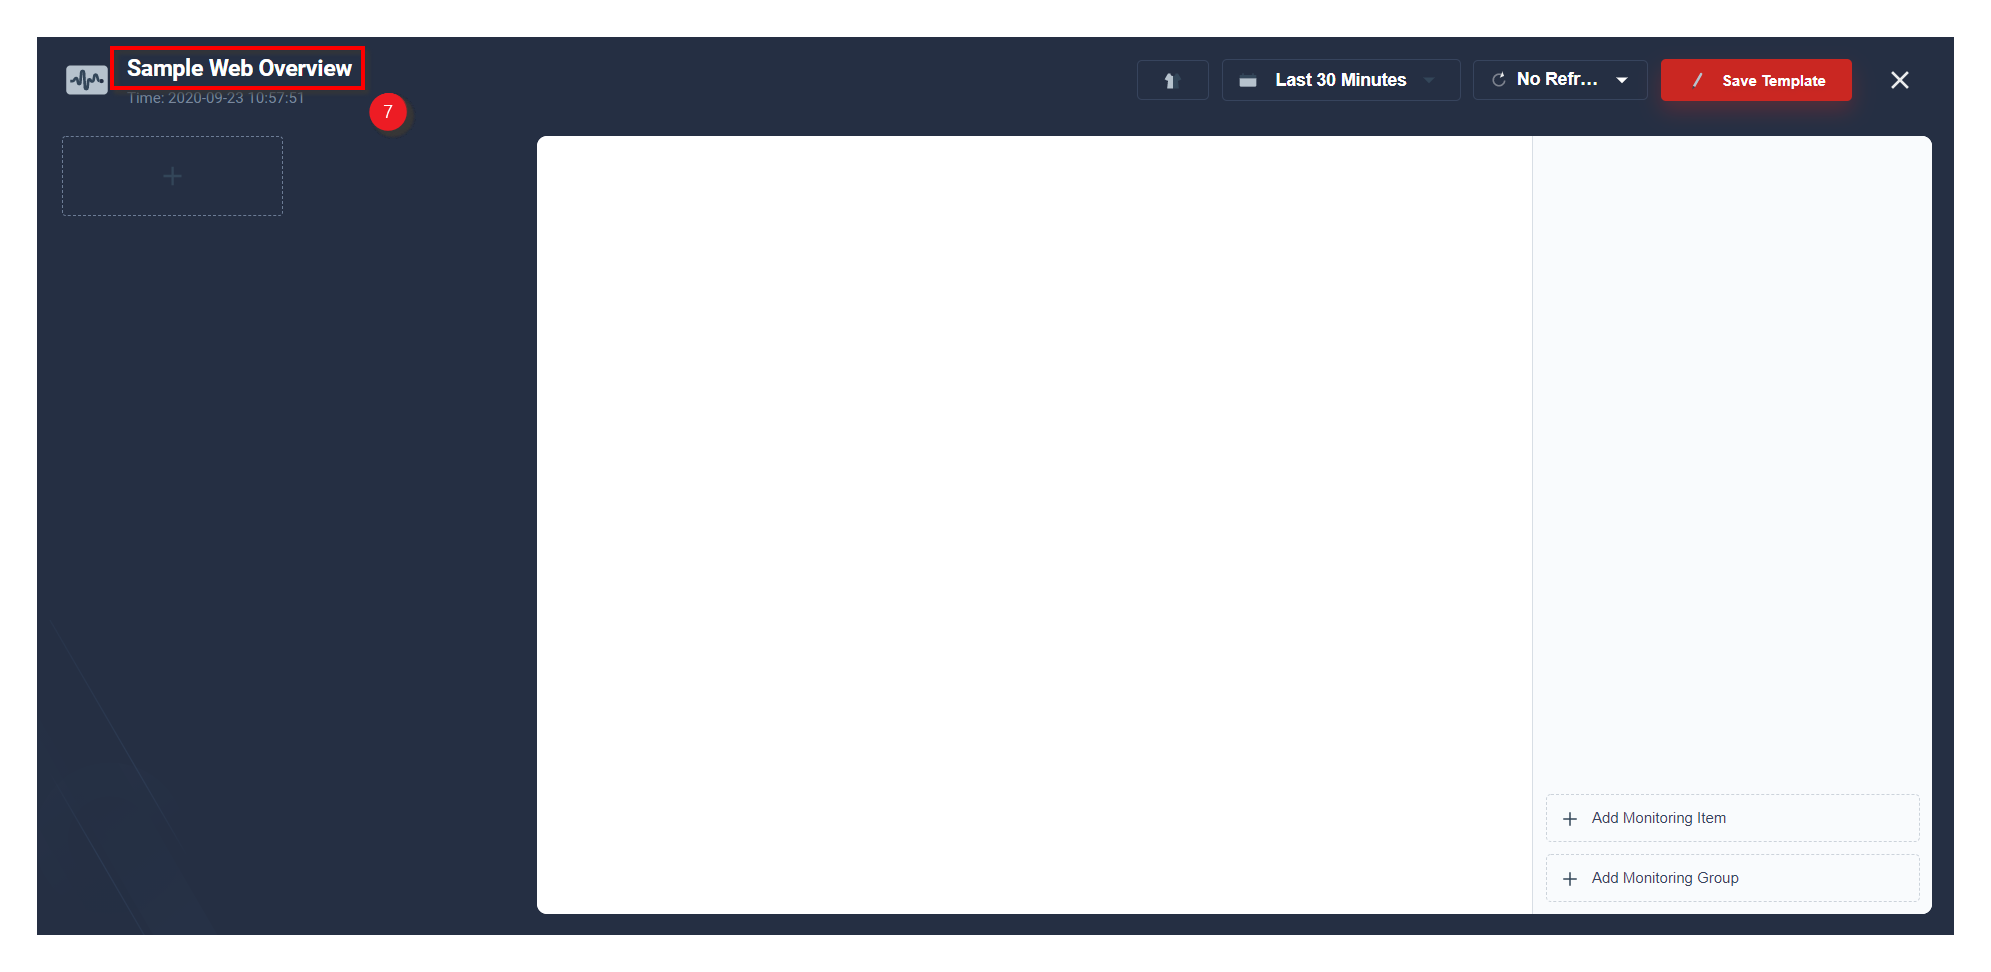 Sample Web Overview
Time: 2020-09-23 10:57:51
7
Last 30 Minutes
No Refr...
Save Template
Add Monitoring Item
Add Monitoring Group